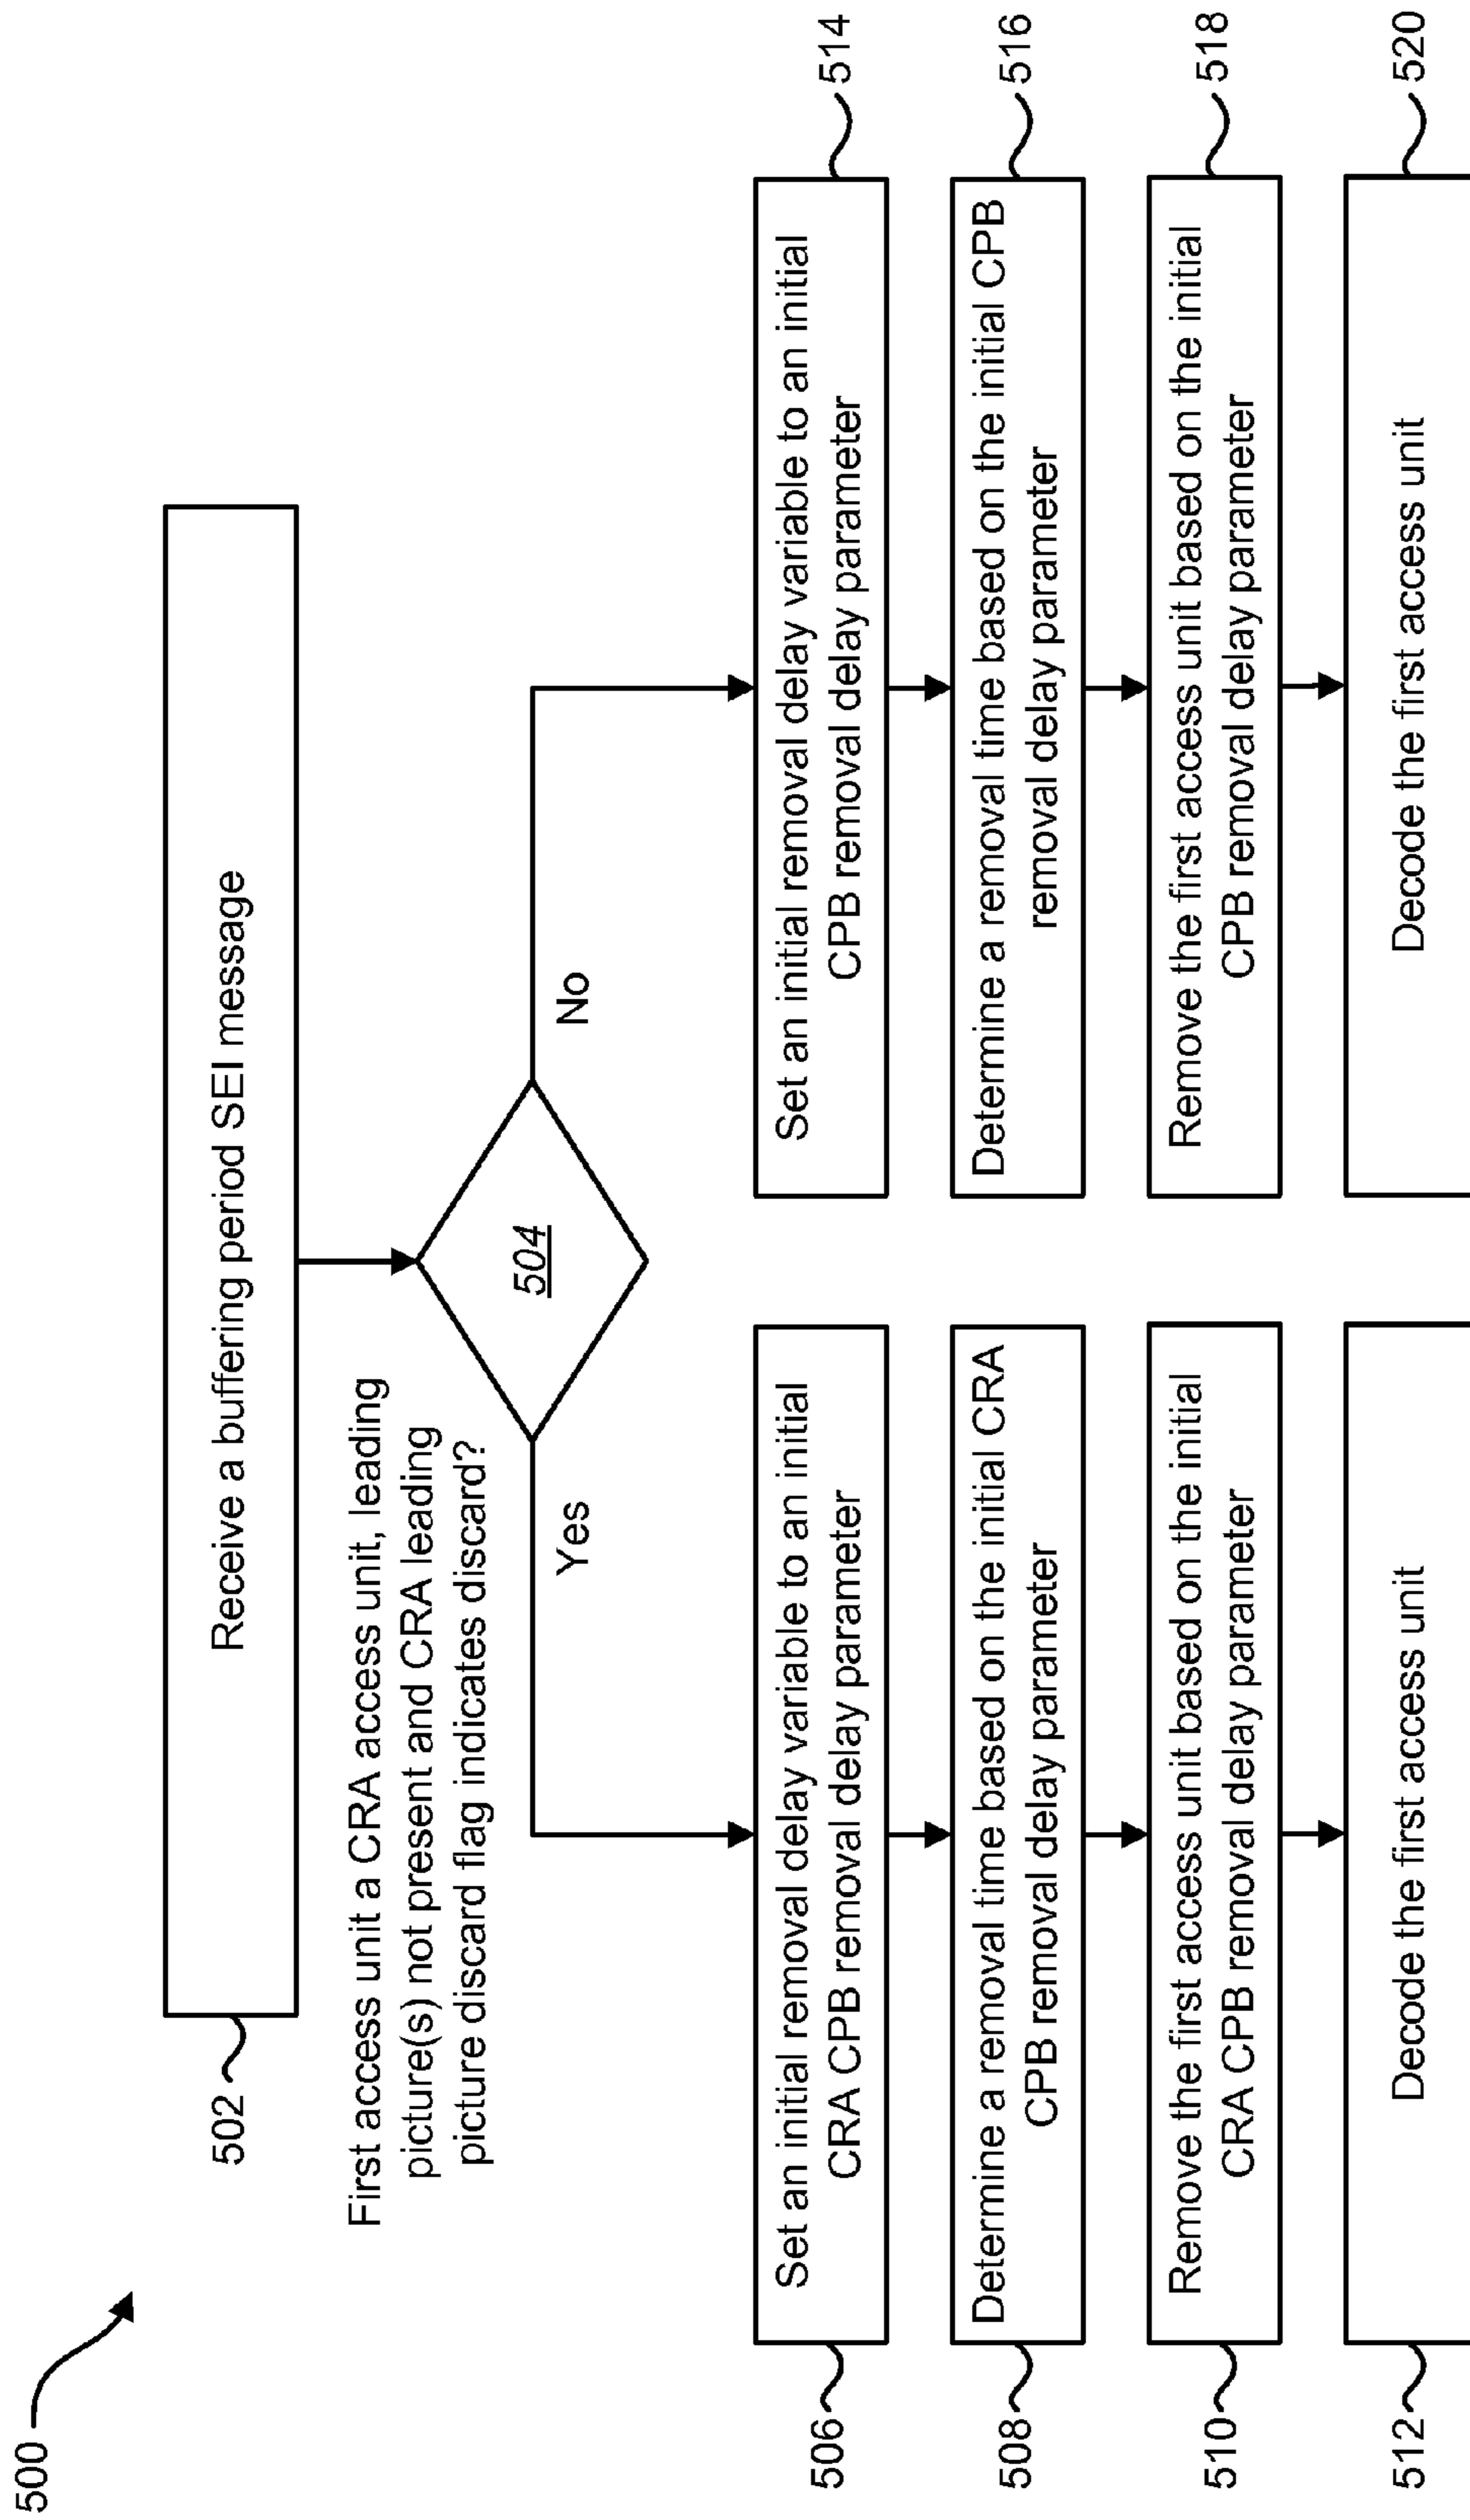 500
502
Receive a buffering period SEI message
First access unit a CRA access unit, leading
picture(s) not present and CRA leading
picture discard flag indicates discard?
504
Yes
No
506
Set an initial removal delay variable to an initial
CRA CPB removal delay parameter
508
Determine a removal time based on the initial CRA
CPB removal delay parameter
510
Remove the first access unit based on the initial
CRA CPB removal delay parameter
512
Decode the first access unit
Set an initial removal delay variable to an initial
CPB removal delay parameter
514
Determine a removal time based on the initial CPB
removal delay parameter
516
Remove the first access unit based on the initial
CPB removal delay parameter
518
Decode the first access unit
520